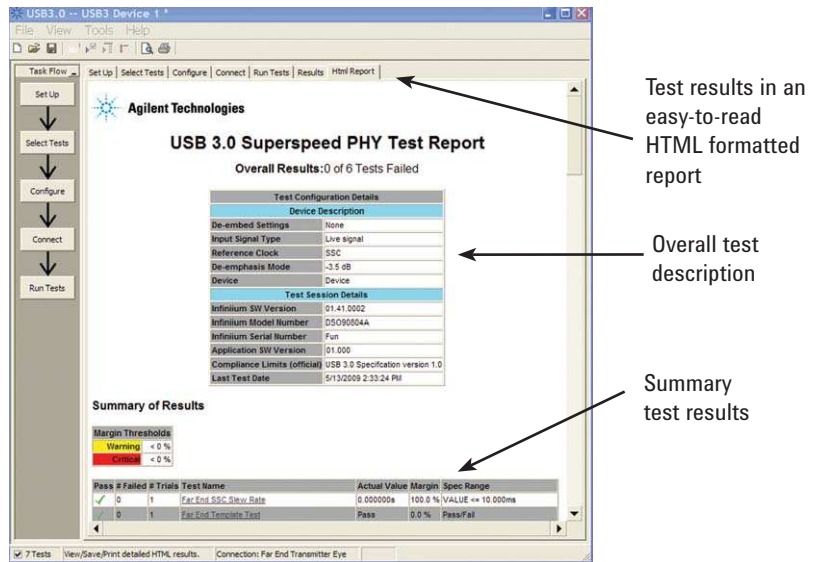 USB3.0 -- USB3 Device 1 *
File View Tools Help
Task Flow
Set Up
Select Tests
Configure
Connect
Run Tests
Set Up Select Tests Configure Connect Run Tests Results Html Report
Agilent Technologies
USB 3.0 Superspeed PHY Test Report
Overall Results:0 of 6 Tests Failed
Test Configuration Details
Device Description
De-embed Settings None
Input Signal Type Live signal
Reference Clock SSC
De-emphasis Mode -3.5 dB
Device Device
Test Session Details
Infiniium SW Version 01.41.0002
Infiniium Model Number DSO90804A
Infiniium Serial Number Fun
Application SW Version 01.000
Compliance Limits (official) USB 3.0 Specifcation version 1.0
Last Test Date 5/13/2009 2:33:24 PM
Summary of Results
Margin Thresholds
Warning < 0 %
Critical < 0 %
Pass # Failed # Trials Test Name Actual Value Margin Spec Range
0 1 Far End SSC Slew Rate 0.000000s 100.0 % VALUE <= 10.000ms
0 1 Far End Template Test Pass 0.0 % Pass/Fail
7 Tests View/Save/Print detailed HTML results. Connection: Far End Transmitter Eye
Test results in an
easy-to-read
HTML formatted
report
Overall test
description
Summary
test results